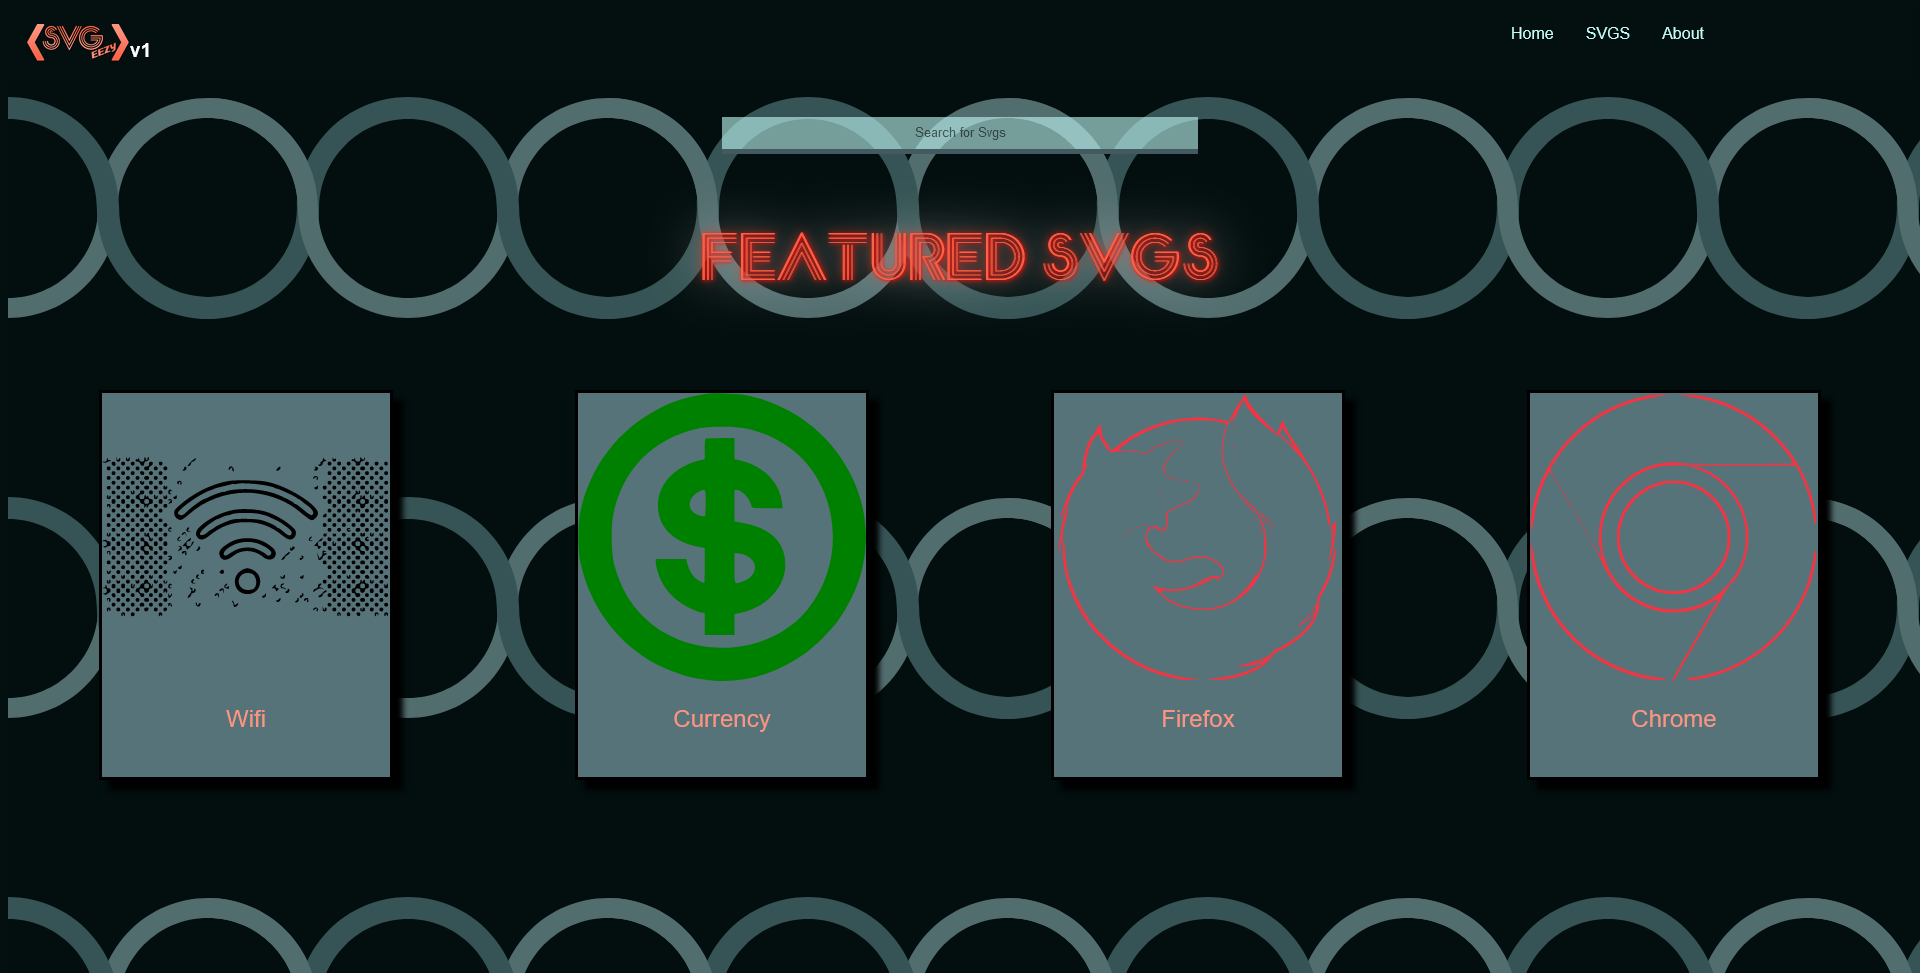 SVG
EEZY
v1
Home
SVGS
About
Search for Svgs
FEATURED SVGS
Wifi
Currency
Firefox
Chrome